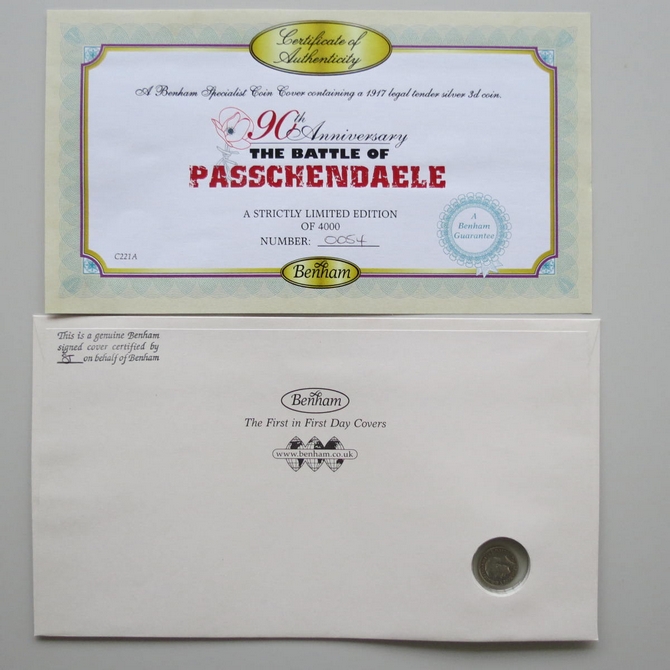 Certificate of
Authenticity
A Benham Specialist Coin Cover containing a 1917 legal tender silver 3d coin.
90th Anniversary
THE BATTLE OF
PASSCHENDAELE
A STRICTLY LIMITED EDITION
OF 4000
NUMBER: 0054
A
Benham
Guarantee
C221A
Benham
This is a genuine Benham
signed cover certified by
on behalf of Benham
Benham
The First in First Day Covers
www.benham.co.uk